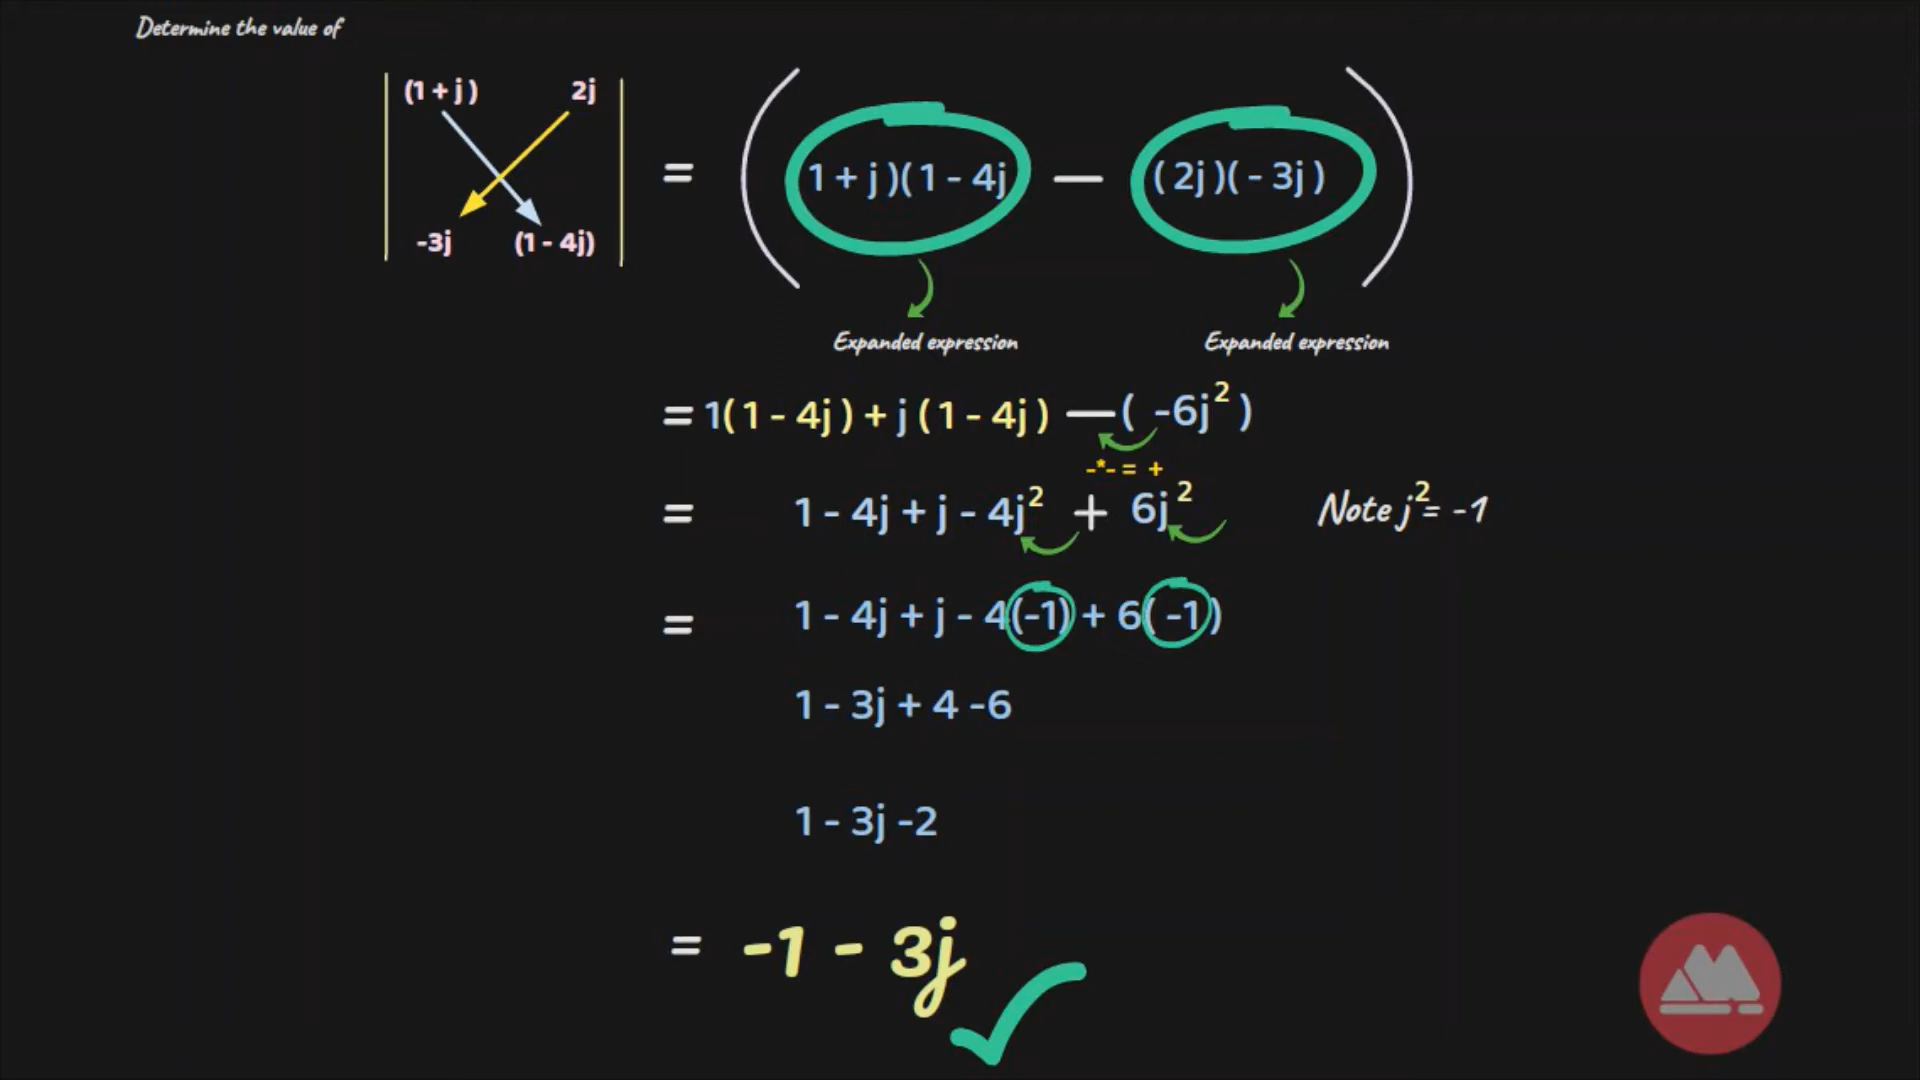 Determine the value of
(1 + j ) 2j
-3j (1 - 4j)
= ( 1 + j )( 1 - 4j — ( 2j )( - 3j ) )
Expanded expression Expanded expression
= 1( 1 - 4j ) + j ( 1 - 4j ) —( -6j² )
-*- = +
= 1 - 4j + j - 4j² + 6j² Note j² = -1
= 1 - 4j + j - 4(-1) + 6( -1 )
1 - 3j + 4 -6
1 - 3j -2
= -1 - 3j